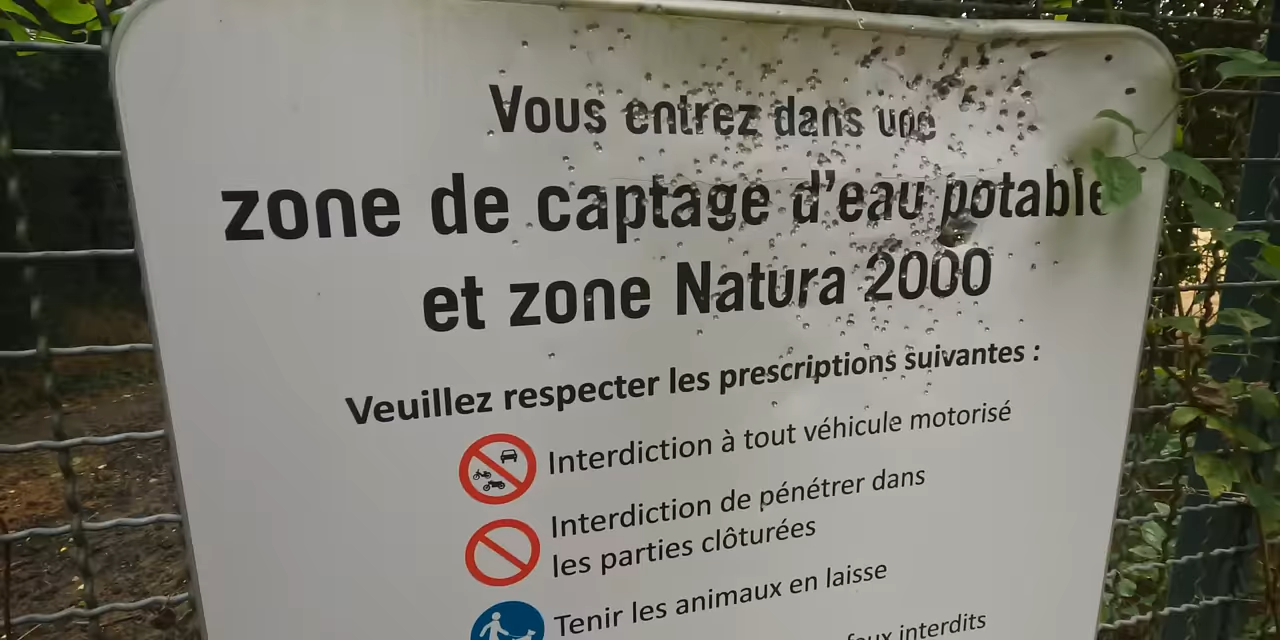 Vous entrez dans une
zone de captage d'eau potable
et zone Natura 2000
Veuillez respecter les prescriptions suivantes :
Interdiction à tout véhicule motorisé
Interdiction de pénétrer dans
les parties clôturées
Tenir les animaux en laisse
feux interdits